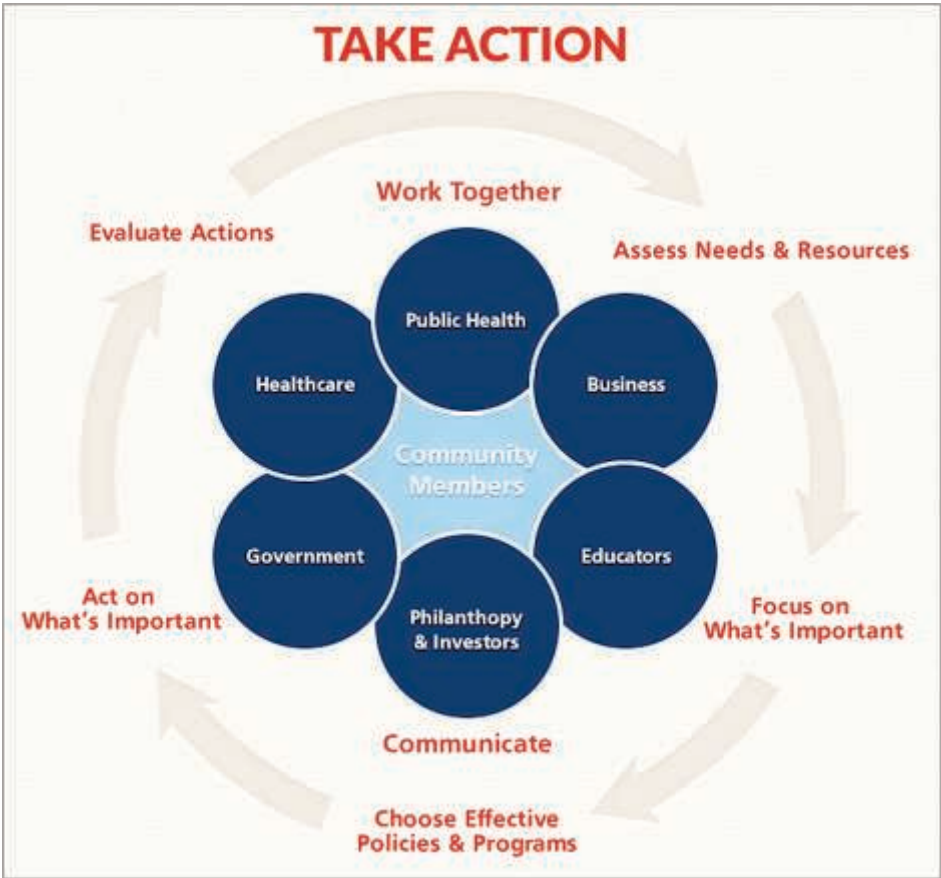 TAKE ACTION
Work Together
Evaluate Actions
Assess Needs & Resources
Public Health
Healthcare
Business
Community
Members
Government
Educators
Philanthopy
& Investors
Act on
What's Important
Focus on
What's Important
Communicate
Choose Effective
Policies & Programs